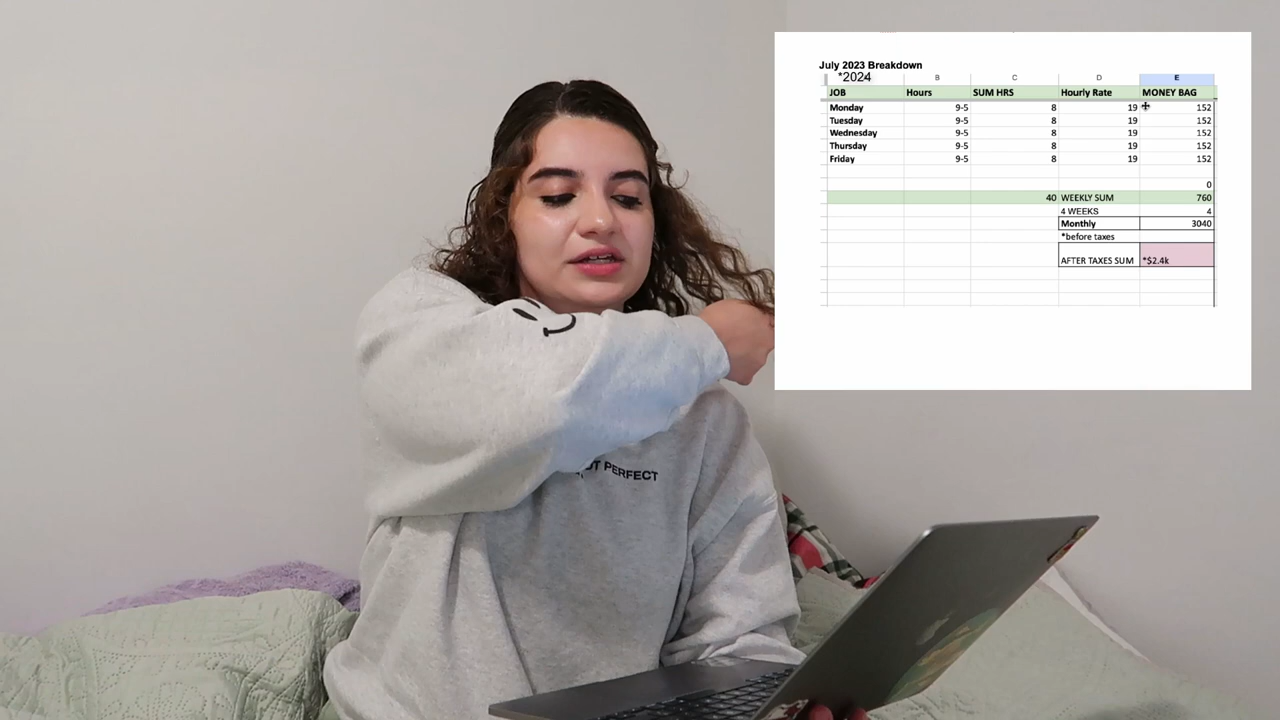 July 2023 Breakdown
*2024
B C D E
JOB Hours SUM HRS Hourly Rate MONEY BAG
Monday 9-5 8 19 152
Tuesday 9-5 8 19 152
Wednesday 9-5 8 19 152
Thursday 9-5 8 19 152
Friday 9-5 8 19 152
0
40 WEEKLY SUM 760
4 WEEKS 4
Monthly 3040
*before taxes
AFTER TAXES SUM *$2.4k
PERFECT